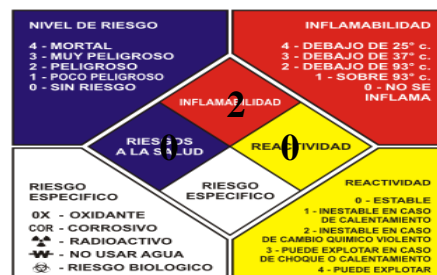 NIVEL DE RIESGO
4 - MORTAL
3 - MUY PELIGROSO
2 - PELIGROSO
1 - POCO PELIGROSO
0 - SIN RIESGO
INFLAMABILIDAD
4 - DEBAJO DE 25° c.
3 - DEBAJO DE 37° c.
2 - DEBAJO DE 93° c.
1 - SOBRE 93° c.
0 - NO SE
INFLAMA
INFLAMABILIDAD
2
RIESGOS
A LA SALUD
0
REACTIVIDAD
0
RIESGO
ESPECIFICO
RIESGO
ESPECIFICO
OX - OXIDANTE
COR - CORROSIVO
- RADIOACTIVO
W - NO USAR AGUA
- RIESGO BIOLOGICO
REACTIVIDAD
0 - ESTABLE
1 - INESTABLE EN CASO
DE CALENTAMIENTO
2 - INESTABLE EN CASO
DE CAMBIO QUIMICO VIOLENTO
3 - PUEDE EXPLOTAR EN CASO
DE CHOQUE O CALENTAMIENTO
4 - PUEDE EXPLOTAR